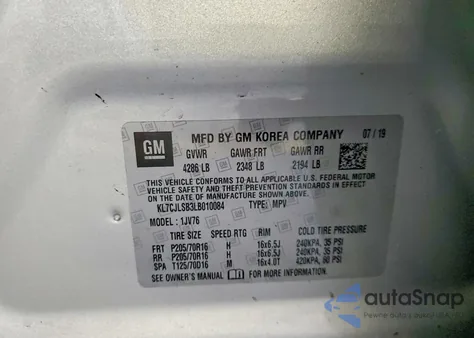 GM
MFD BY GM KOREA COMPANY 07/19
GVWR GAWR FRT GAWR RR
4286 LB 2348 LB 2194 LB
THIS VEHICLE CONFORMS TO ALL APPLICABLE U.S. FEDERAL MOTOR
VEHICLE SAFETY, BUMPER, AND THEFT PREVENTION STANDARDS IN
EFFECT ON THE DATE OF MANUFACTURE SHOWN ABOVE.
KL7CJLSB3LB010084 TYPE: MPV
MODEL: 1JV76
TIRE SIZE SPEED RTG RIM COLD TIRE PRESSURE
FRT P205/70R16 H 16x6.5J 240KPA, 35 PSI
RR P205/70R16 H 16x6.5J 240KPA, 35 PSI
SPA T125/70D16 M 16x4.0T 420KPA, 60 PSI
SEE OWNER'S MANUAL FOR MORE INFORMATION.
autoSnap